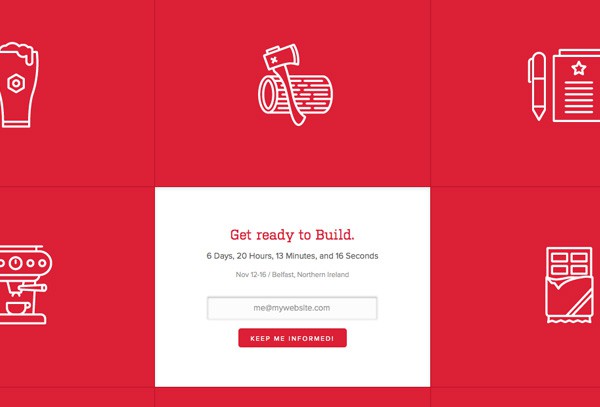 Get ready to Build.
6 Days, 20 Hours, 13 Minutes, and 16 Seconds
Nov 12-16 / Belfast, Northern Ireland
me@mywebsite.com
KEEP ME INFORMED!